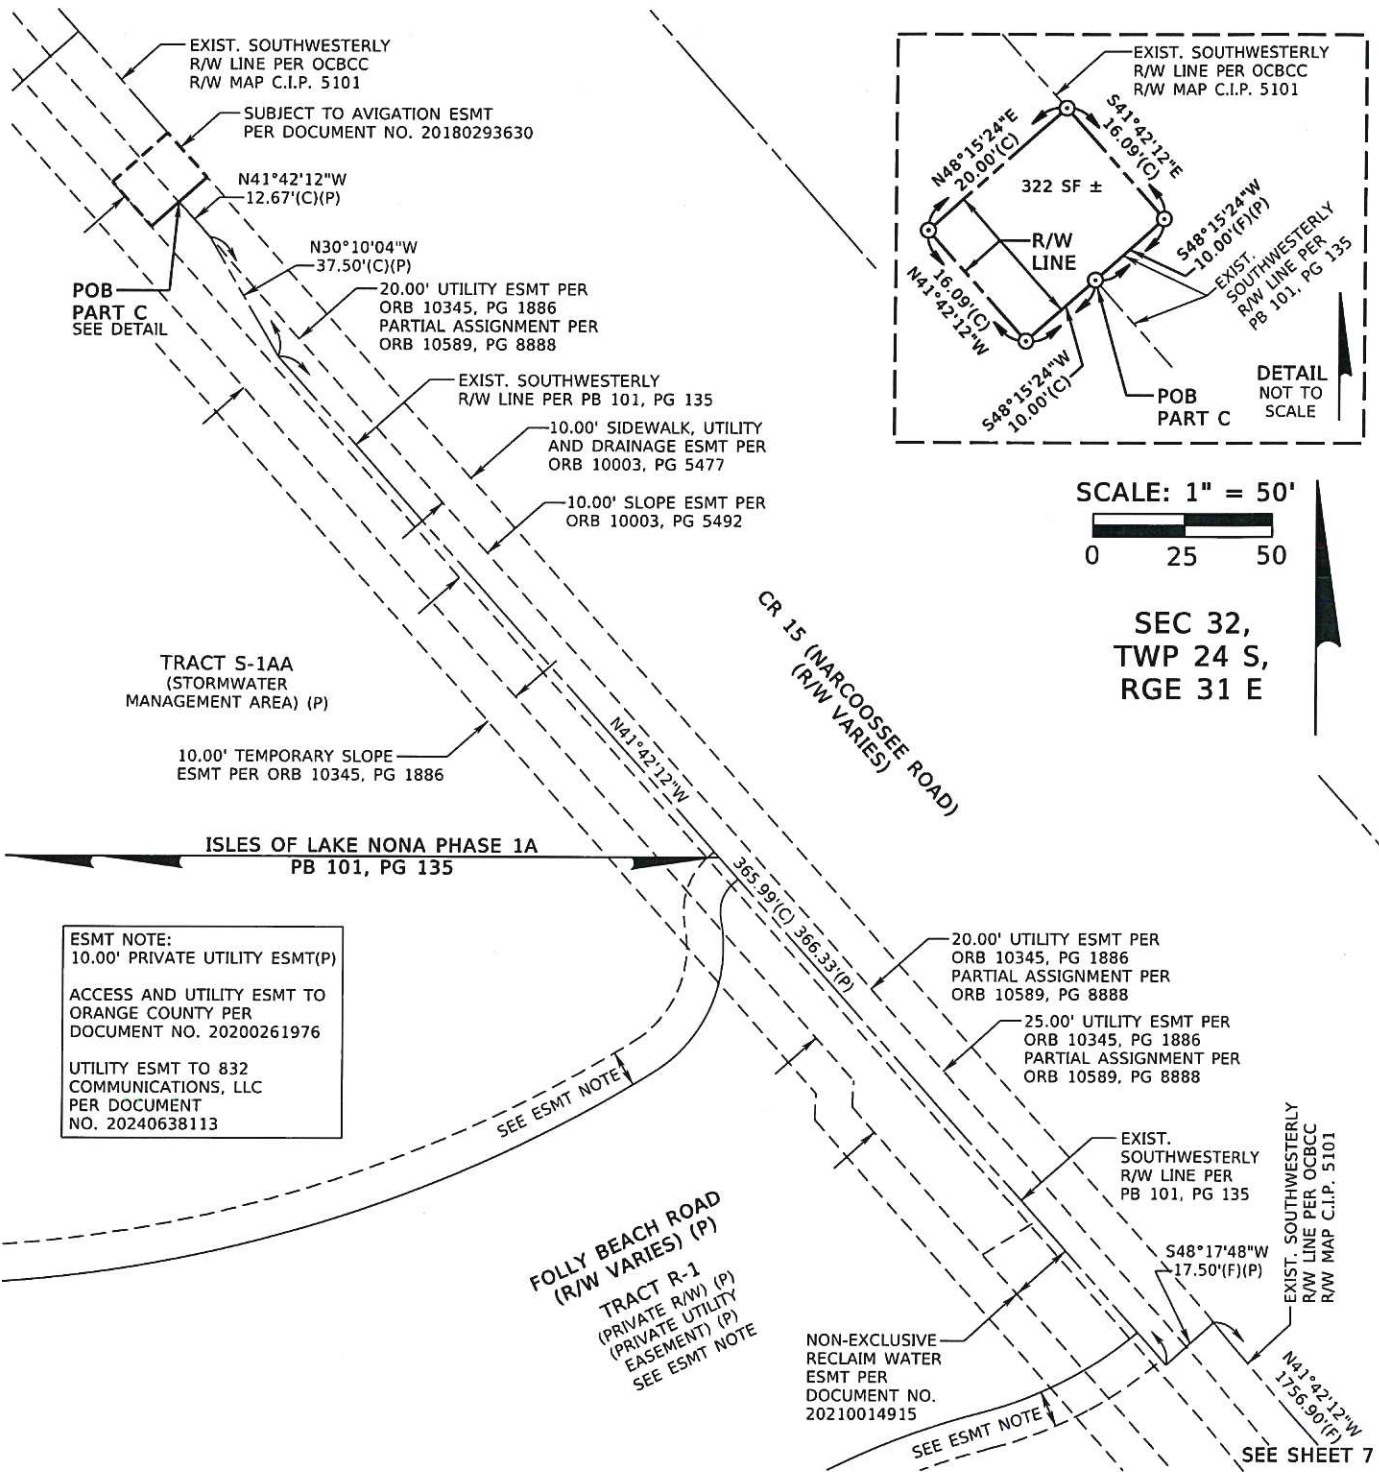 EXIST. SOUTHWESTERLY
R/W LINE PER OCBCC
R/W MAP C.I.P. 5101
SUBJECT TO AVIGATION ESMT
PER DOCUMENT NO. 20180293630
N41°42'12"W
12.67'(C)(P)
N30°10'04"W
37.50'(C)(P)
POB
PART C
SEE DETAIL
20.00' UTILITY ESMT PER
ORB 10345, PG 1886
PARTIAL ASSIGNMENT PER
ORB 10589, PG 8888
EXIST. SOUTHWESTERLY
R/W LINE PER PB 101, PG 135
10.00' SIDEWALK, UTILITY
AND DRAINAGE ESMT PER
ORB 10003, PG 5477
10.00' SLOPE ESMT PER
ORB 10003, PG 5492
EXIST. SOUTHWESTERLY
R/W LINE PER OCBCC
R/W MAP C.I.P. 5101
N48°15'24"E
20.00'(C)
S41°42'12"E
16.09'(C)
322 SF ±
R/W
LINE
S48°15'24"W
10.00'(F)(P)
EXIST.
SOUTHWESTERLY
R/W LINE PER
PB 101, PG 135
16.09'(C)
N41°42'12"W
S48°15'24"W
10.00'(C)
POB
PART C
DETAIL
NOT TO
SCALE
SCALE: 1" = 50'
0 25 50
SEC 32,
TWP 24 S,
RGE 31 E
CR 15 (NARCOOSSEE ROAD)
(R/W VARIES)
TRACT S-1AA
(STORMWATER
MANAGEMENT AREA) (P)
10.00' TEMPORARY SLOPE
ESMT PER ORB 10345, PG 1886
N41°42'12"W
365.99'(C) 366.33'(P)
ISLES OF LAKE NONA PHASE 1A
PB 101, PG 135
ESMT NOTE:
10.00' PRIVATE UTILITY ESMT(P)
ACCESS AND UTILITY ESMT TO
ORANGE COUNTY PER
DOCUMENT NO. 20200261976
UTILITY ESMT TO 832
COMMUNICATIONS, LLC
PER DOCUMENT
NO. 20240638113
SEE ESMT NOTE
20.00' UTILITY ESMT PER
ORB 10345, PG 1886
PARTIAL ASSIGNMENT PER
ORB 10589, PG 8888
25.00' UTILITY ESMT PER
ORB 10345, PG 1886
PARTIAL ASSIGNMENT PER
ORB 10589, PG 8888
EXIST.
SOUTHWESTERLY
R/W LINE PER
PB 101, PG 135
EXIST. SOUTHWESTERLY
R/W LINE PER OCBCC
R/W MAP C.I.P. 5101
S48°17'48"W
17.50'(F)(P)
FOLLY BEACH ROAD
(R/W VARIES) (P)
TRACT R-1
(PRIVATE R/W) (P)
(PRIVATE UTILITY
EASEMENT) (P)
SEE ESMT NOTE
NON-EXCLUSIVE
RECLAIM WATER
ESMT PER
DOCUMENT NO.
20210014915
SEE ESMT NOTE
N41°42'12"W
1756.90'(F)
SEE SHEET 7